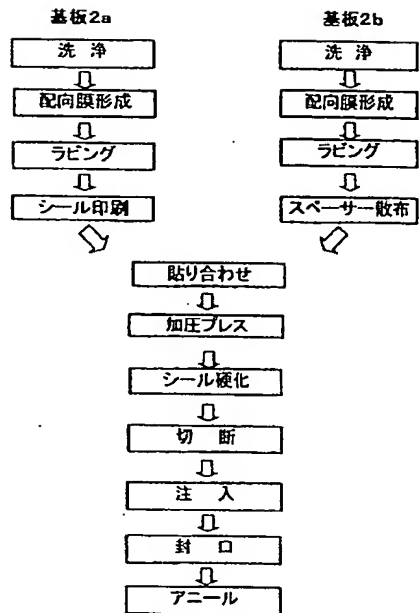 基板2a
洗 浄
配向膜形成
ラビング
シール印刷
基板2b
洗 浄
配向膜形成
ラビング
スペーサー散布
貼り合わせ
加圧プレス
シール硬化
切 断
注 入
封 口
アニール